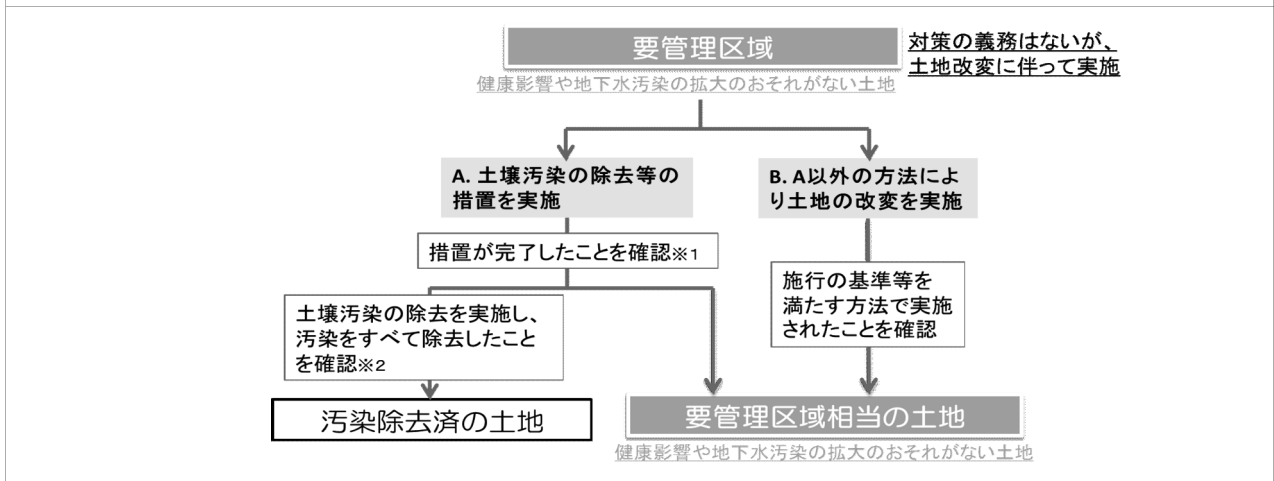 要管理区域
対策の義務はないが、
土地改変に伴って実施
健康影響や地下水汚染の拡大のおそれがない土地
A. 土壌汚染の除去等の
措置を実施
B. A以外の方法によ
り土地の改変を実施
措置が完了したことを確認※1
施行の基準等を
満たす方法で実施
されたことを確認
土壌汚染の除去を実施し、
汚染をすべて除去したこと
を確認※2
汚染除去済の土地
要管理区域相当の土地
健康影響や地下水汚染の拡大のおそれがない土地